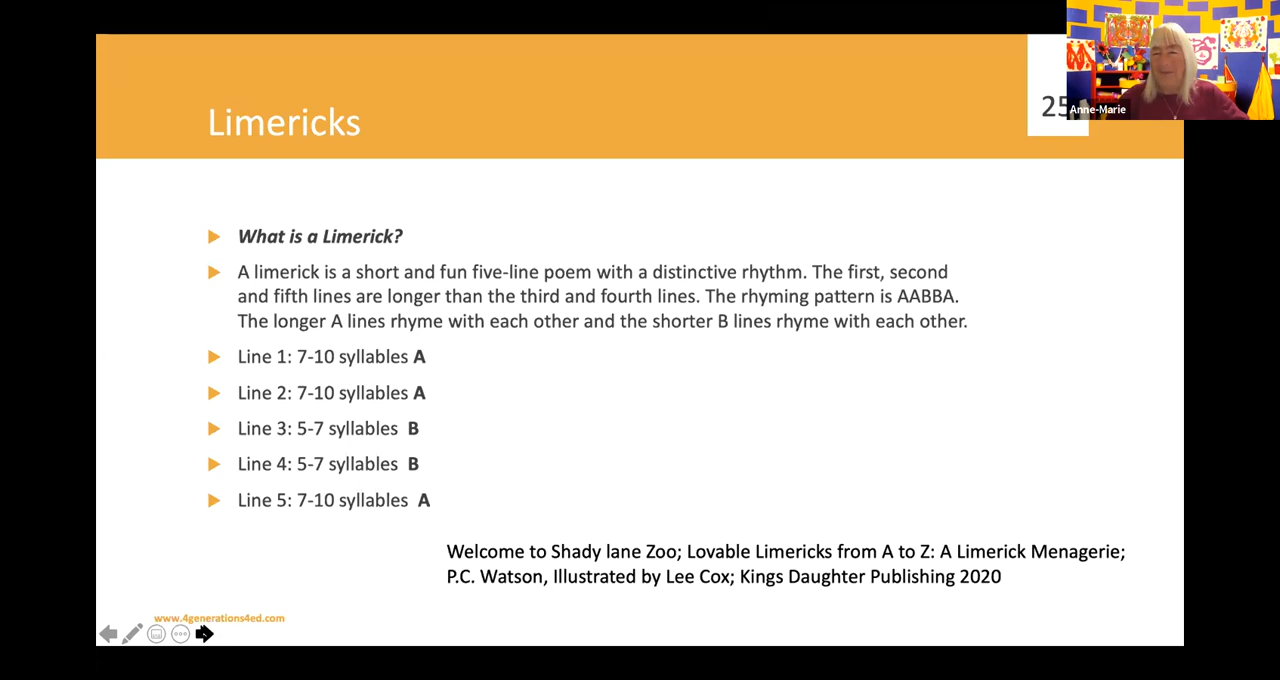 Limericks
25
Anne-Marie
What is a Limerick?
A limerick is a short and fun five-line poem with a distinctive rhythm. The first, second
and fifth lines are longer than the third and fourth lines. The rhyming pattern is AABBA.
The longer A lines rhyme with each other and the shorter B lines rhyme with each other.
Line 1: 7-10 syllables A
Line 2: 7-10 syllables A
Line 3: 5-7 syllables B
Line 4: 5-7 syllables B
Line 5: 7-10 syllables A
Welcome to Shady lane Zoo; Lovable Limericks from A to Z: A Limerick Menagerie;
P.C. Watson, Illustrated by Lee Cox; Kings Daughter Publishing 2020
www.4generations4ed.com